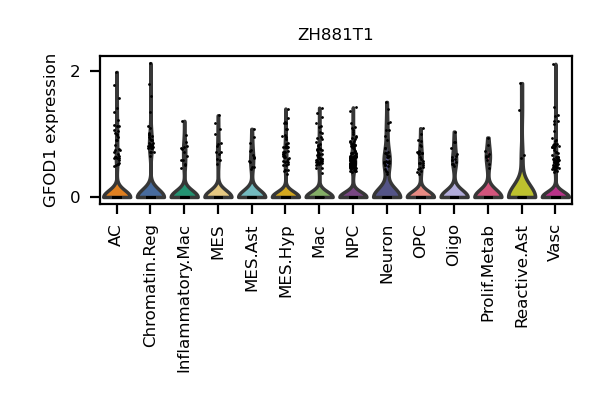 ZH881T1
GFOD1 expression
2
0
AC
Chromatin.Reg
Inflammatory.Mac
MES
MES.Ast
MES.Hyp
Mac
NPC
Neuron
OPC
Oligo
Prolif.Metab
Reactive.Ast
Vasc